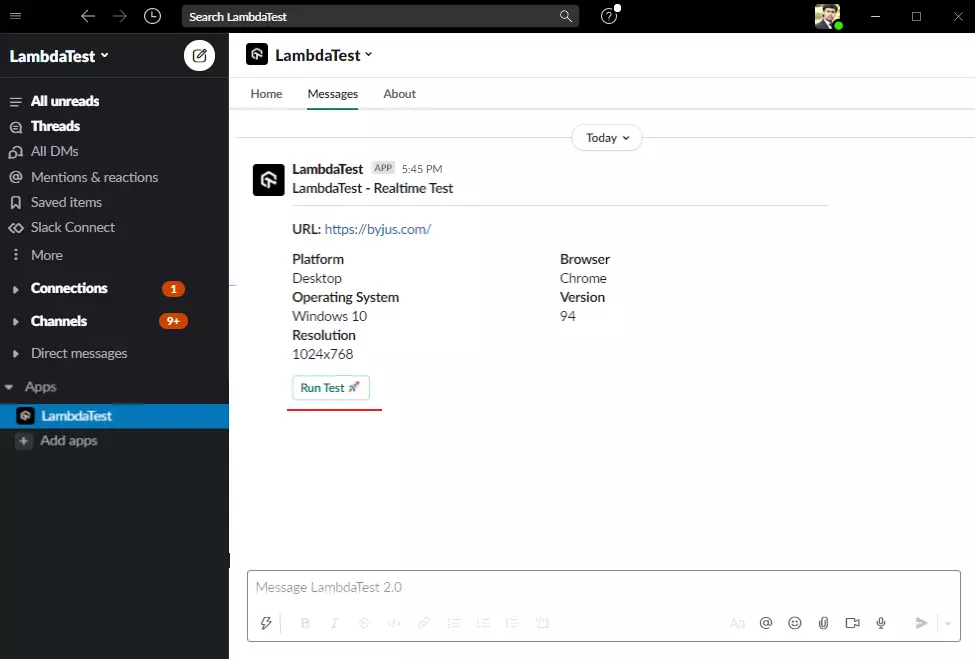 Search LambdaTest
LambdaTest
All unreads
Threads
All DMs
Mentions & reactions
Saved items
Slack Connect
More
Connections 1
Channels 9+
Direct messages
Apps
LambdaTest
Add apps
LambdaTest
Home Messages About
Today
LambdaTest APP 5:45 PM
LambdaTest - Realtime Test
URL: https://byjus.com/
Platform Browser
Desktop Chrome
Operating System Version
Windows 10 94
Resolution
1024x768
Run Test
Message LambdaTest 2.0
B I S Aa @